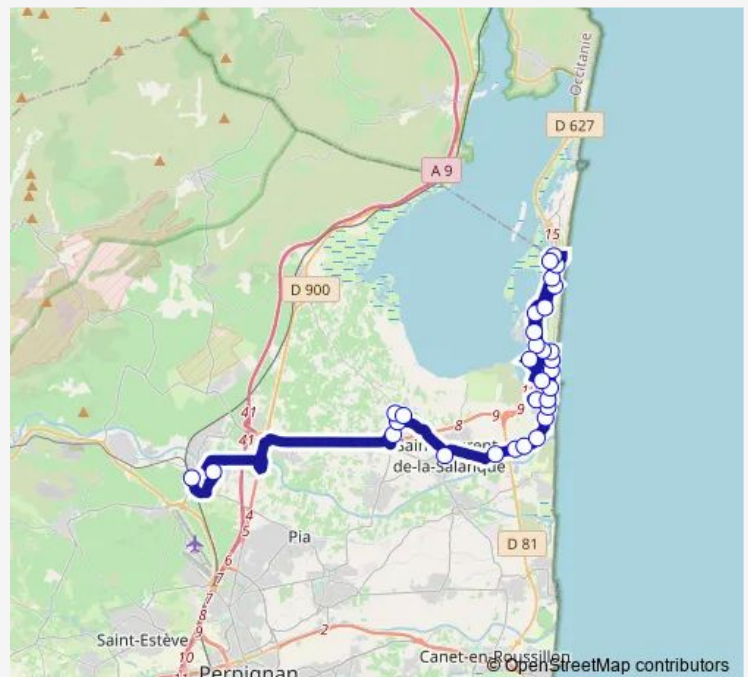 Occitanie
D 627
A 9
15
D 900
41
41
8
9
9
Saint-Laurent-
de-la-Salanque
4
5
Pia
D 81
6
7
7
8
9
Saint-Estève
2
10
Perpignan
Canet-en-Roussillon
© OpenStreetMap contributors